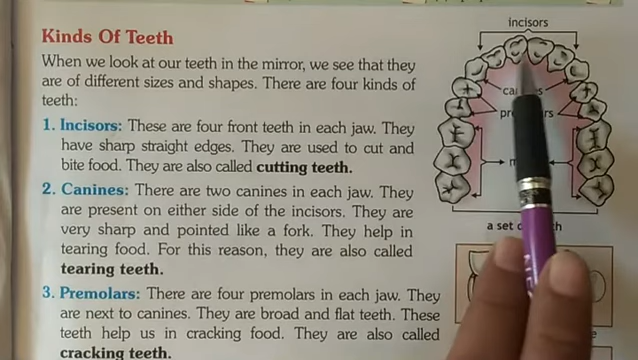 incisors
Kinds Of Teeth
When we look at our teeth in the mirror, we see that they
are of different sizes and shapes. There are four kinds of
teeth:
1. Incisors: These are four front teeth in each jaw. They
have sharp straight edges. They are used to cut and
bite food. They are also called cutting teeth.
2. Canines: There are two canines in each jaw. They
are present on either side of the incisors. They are
very sharp and pointed like a fork. They help in
tearing food. For this reason, they are also called
tearing teeth.
3. Premolars: There are four premolars in each jaw. They
are next to canines. They are broad and flat teeth. These
teeth help us in cracking food. They are also called
cracking teeth.
a set